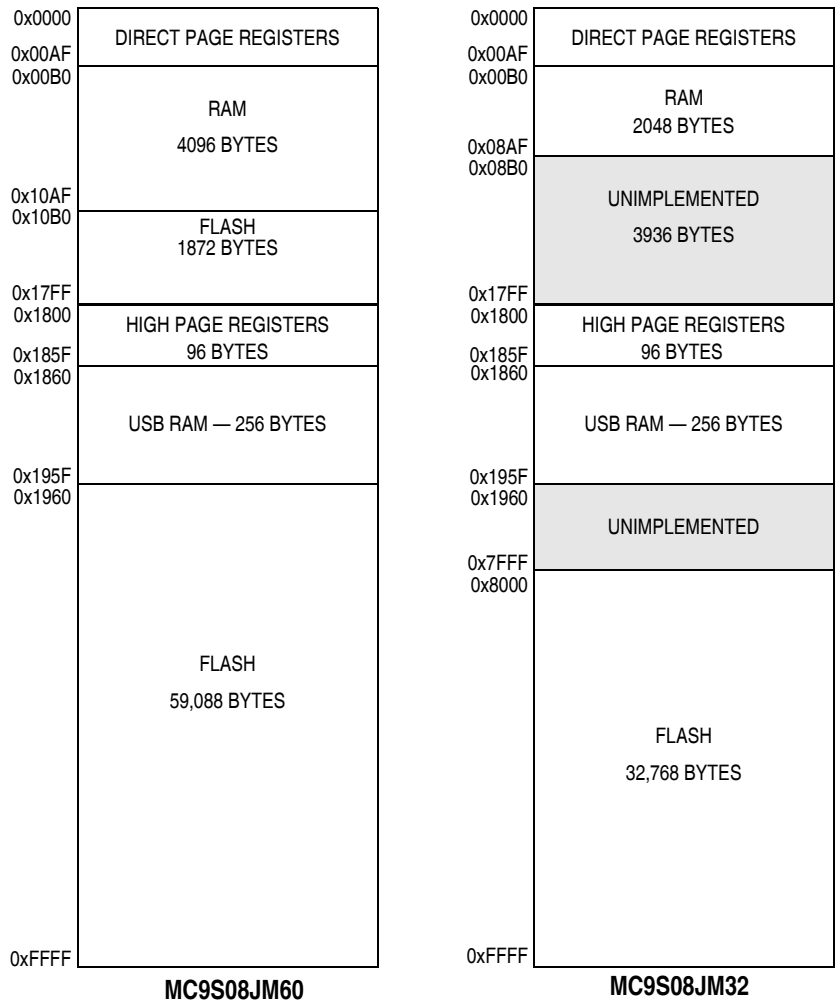 0x0000
DIRECT PAGE REGISTERS
0x00AF
0x00B0
RAM
4096 BYTES
0x10AF
0x10B0
FLASH
1872 BYTES
0x17FF
0x1800
HIGH PAGE REGISTERS
96 BYTES
0x185F
0x1860
USB RAM — 256 BYTES
0x195F
0x1960
FLASH
59,088 BYTES
0xFFFF
MC9S08JM60
0x0000
DIRECT PAGE REGISTERS
0x00AF
0x00B0
RAM
2048 BYTES
0x08AF
0x08B0
UNIMPLEMENTED
3936 BYTES
0x17FF
0x1800
HIGH PAGE REGISTERS
96 BYTES
0x185F
0x1860
USB RAM — 256 BYTES
0x195F
0x1960
UNIMPLEMENTED
0x7FFF
0x8000
FLASH
32,768 BYTES
0xFFFF
MC9S08JM32